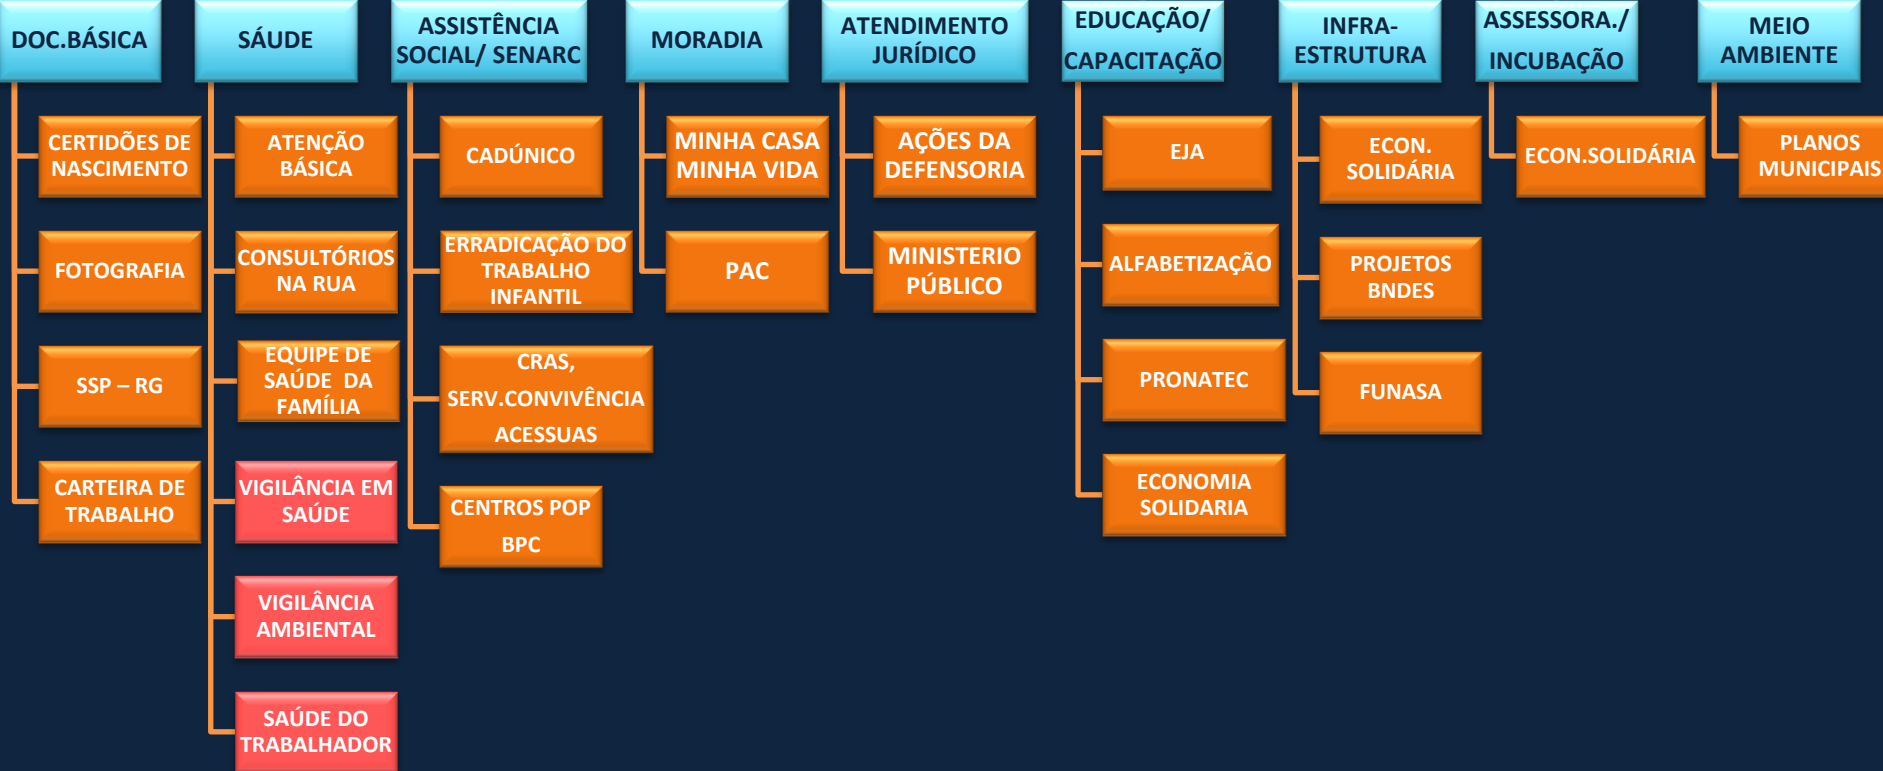 DOC.BÁSICA
CERTIDÕES DE
NASCIMENTO
FOTOGRAFIA
SSP – RG
CARTEIRA DE
TRABALHO
SÁUDE
ATENÇÃO
BÁSICA
CONSULTÓRIOS
NA RUA
EQUIPE DE
SAÚDE DA
FAMÍLIA
VIGILÂNCIA EM
SAÚDE
VIGILÂNCIA
AMBIENTAL
SAÚDE DO
TRABALHADOR
ASSISTÊNCIA
SOCIAL/ SENARC
CADÚNICO
ERRADICAÇÃO DO
TRABALHO
INFANTIL
CRAS,
SERV.CONVIVÊNCIA
ACESSUAS
CENTROS POP
BPC
MORADIA
MINHA CASA
MINHA VIDA
PAC
ATENDIMENTO
JURÍDICO
AÇÕES DA
DEFENSORIA
MINISTERIO
PÚBLICO
EDUCAÇÃO/
CAPACITAÇÃO
EJA
ALFABETIZAÇÃO
PRONATEC
ECONOMIA
SOLIDARIA
INFRA-
ESTRUTURA
ECON.
SOLIDÁRIA
PROJETOS
BNDES
FUNASA
ASSESSORA./
INCUBAÇÃO
ECON.SOLIDÁRIA
MEIO
AMBIENTE
PLANOS
MUNICIPAIS